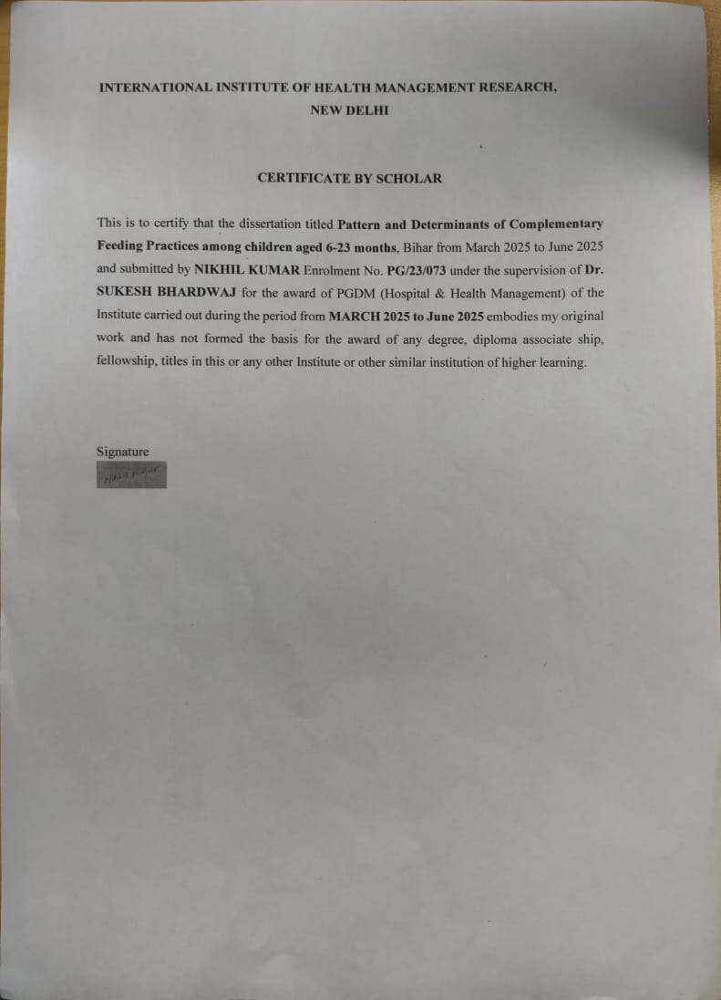 INTERNATIONAL INSTITUTE OF HEALTH MANAGEMENT RESEARCH,
NEW DELHI
CERTIFICATE BY SCHOLAR
This is to certify that the dissertation titled Pattern and Determinants of Complementary
Feeding Practices among children aged 6-23 months, Bihar from March 2025 to June 2025
and submitted by NIKHIL KUMAR Enrolment No. PG/23/073 under the supervision of Dr.
SUKESH BHARDWAJ for the award of PGDM (Hospital & Health Management) of the
Institute carried out during the period from MARCH 2025 to June 2025 embodies my original
work and has not formed the basis for the award of any degree, diploma associate ship,
fellowship, titles in this or any other Institute or other similar institution of higher learning.
Signature